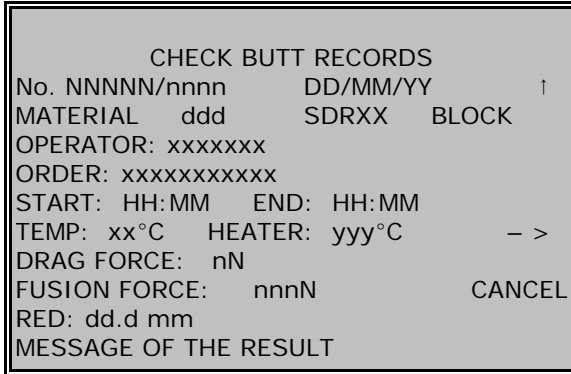 CHECK BUTT RECORDS
No. NNNNN/nnnn DD/MM/YY ↑
MATERIAL ddd SDRXX BLOCK
OPERATOR: xxxxxxx
ORDER: xxxxxxxxxxx
START: HH:MM END: HH:MM
TEMP: xx°C HEATER: yyy°C – >
DRAG FORCE: nN
FUSION FORCE: nnnN CANCEL
RED: dd.d mm
MESSAGE OF THE RESULT